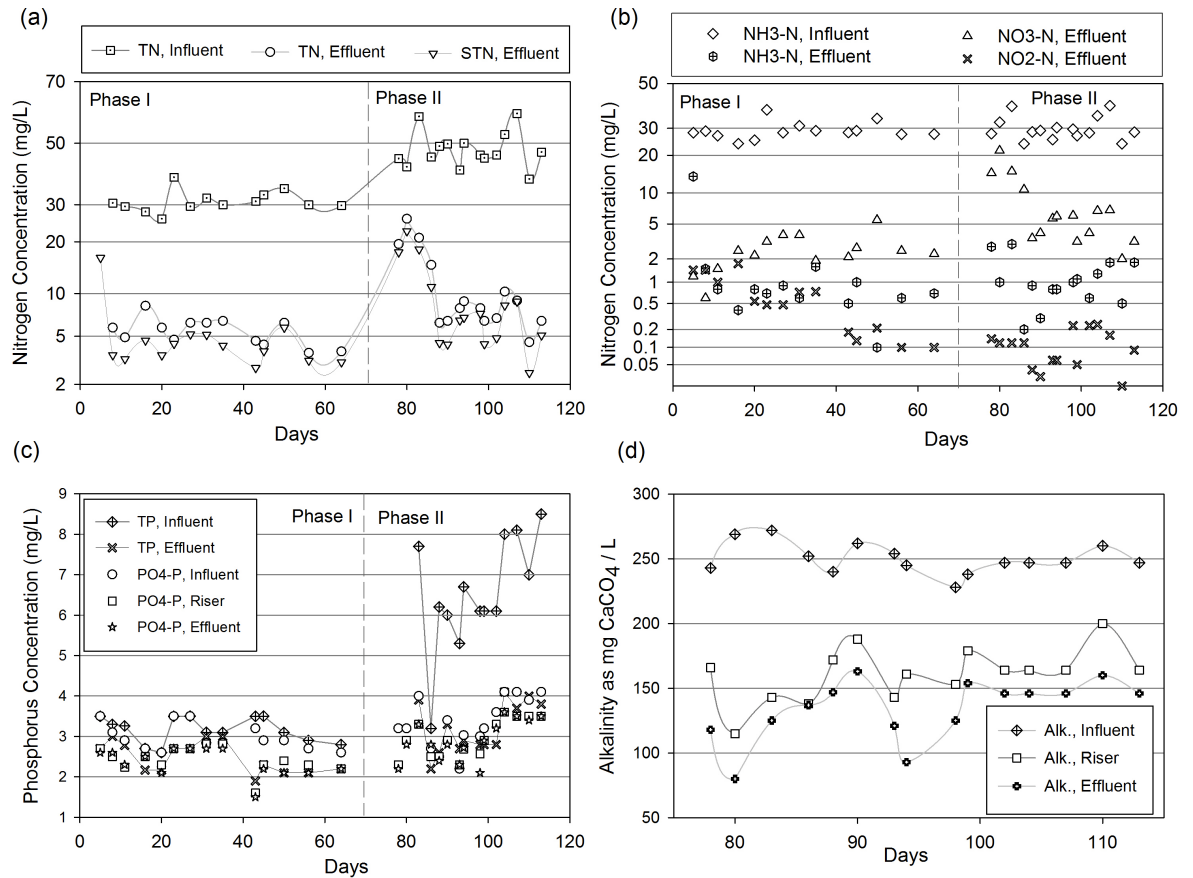 (a)
TN, Influent
TN, Effluent
STN, Effluent
Phase I
Phase II
Nitrogen Concentration (mg/L)
70
50
30
20
10
5
2
0
20
40
60
80
100
120
Days
(b)
NH3-N, Influent
NO3-N, Effluent
NH3-N, Effluent
NO2-N, Effluent
Phase I
Phase II
Nitrogen Concentration (mg/L)
50
30
20
10
5
2
1
0.5
0.2
0.1
0.05
0
20
40
60
80
100
120
Days
(c)
TP, Influent
TP, Effluent
PO4-P, Influent
PO4-P, Riser
PO4-P, Effluent
Phase I
Phase II
Phosphorus Concentration (mg/L)
9
8
7
6
5
4
3
2
1
0
20
40
60
80
100
120
Days
(d)
Alkalinity as mg CaCO4 / L
300
250
200
150
100
50
Alk., Influent
Alk., Riser
Alk., Effluent
80
90
100
110
Days